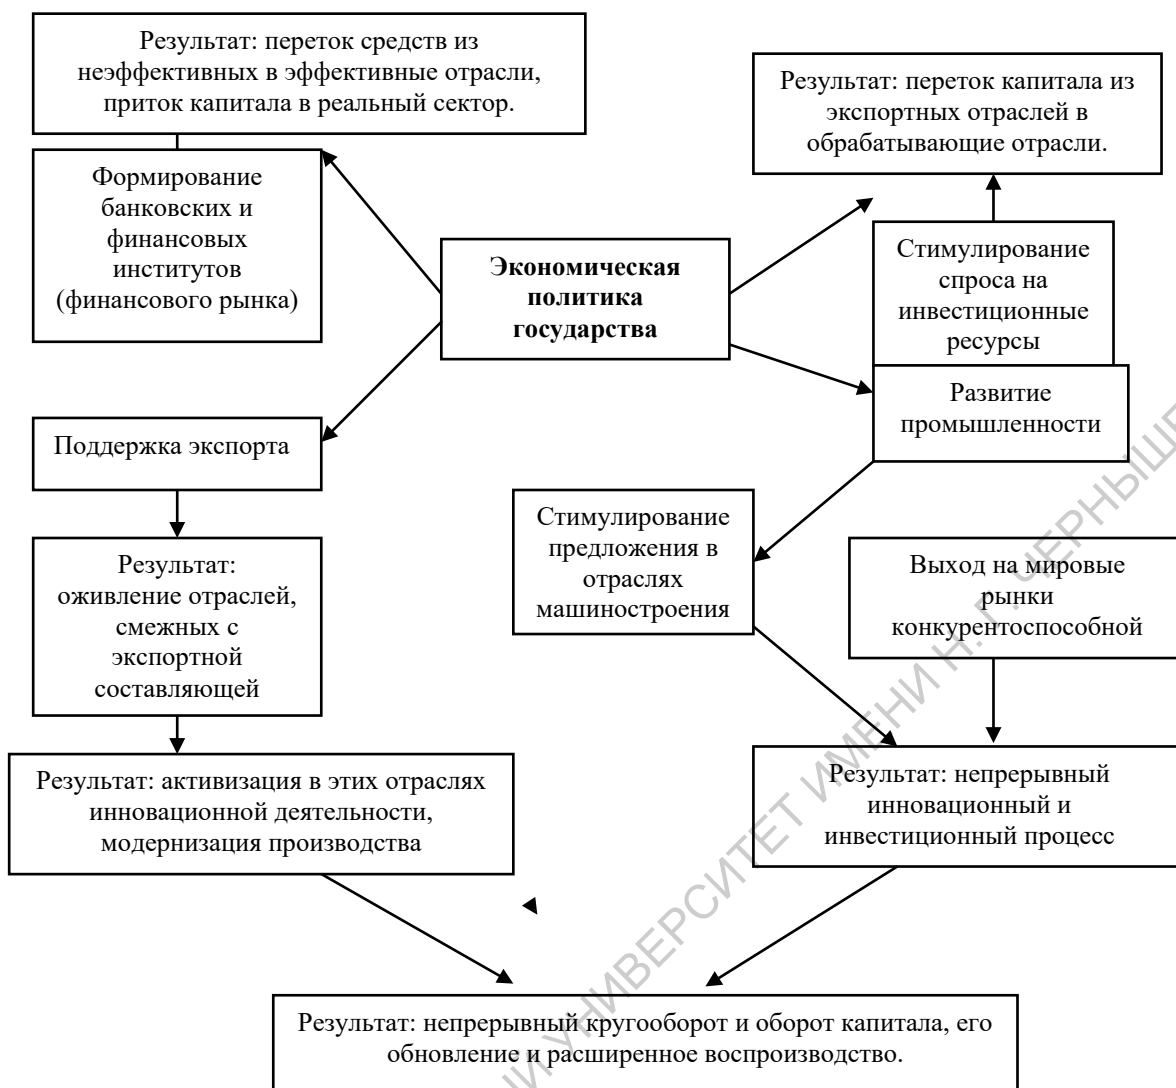 Результат: переток средств из
неэффективных в эффективные отрасли,
приток капитала в реальный сектор.
Результат: переток капитала из
экспортных отраслей в
обрабатывающие отрасли.
Формирование
банковских и
финансовых
институтов
(финансового рынка)
Экономическая
политика
государства
Стимулирование
спроса на
инвестиционные
ресурсы
Развитие
промышленности
Поддержка экспорта
Стимулирование
предложения в
отраслях
машиностроения
Результат:
оживление отраслей,
смежных с
экспортной
составляющей
Выход на мировые
рынки
конкурентоспособной
Результат: активизация в этих отраслях
инновационной деятельности,
модернизация производства
Результат: непрерывный
инновационный и
инвестиционный процесс
Результат: непрерывный кругооборот и оборот капитала, его
обновление и расширенное воспроизводство.
УНИВЕРСИТЕТ ИМЕНИ Н. Г.